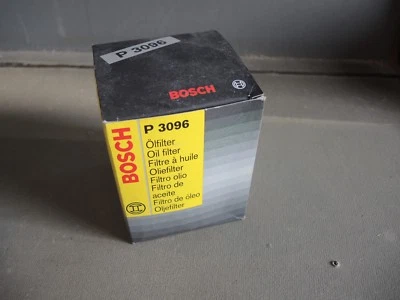 P 3096
BOSCH
BOSCH
P 3096
Ölfilter
Oil filter
Filtre à huile
Oliefilter
Filtro olio
Filtro de
aceite
Filtro de óleo
Oljefilter